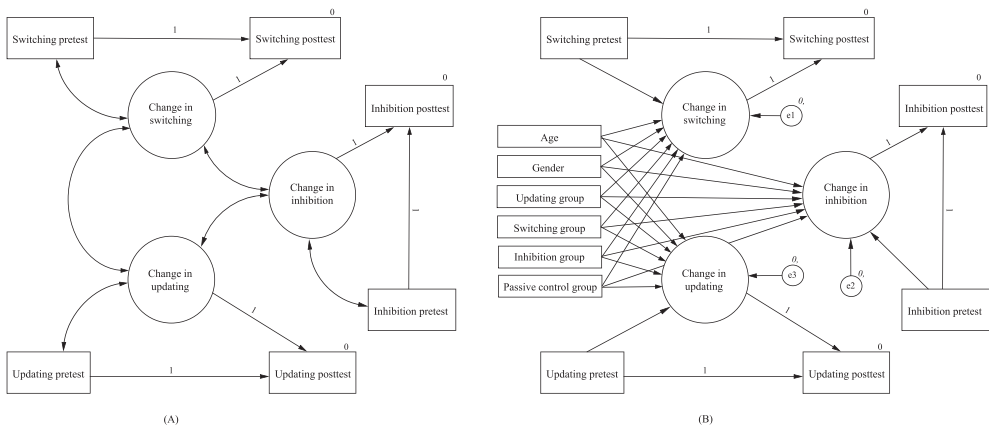 0
Switching pretest
1
Switching posttest
1
0
Change in
switching
Inhibition posttest
1
Change in
inhibition
1
Change in
updating
1
Inhibition pretest
0
Updating pretest
1
Updating posttest
(A)
0
Switching pretest
1
Switching posttest
1
0
Change in
switching
0,
e1
Inhibition posttest
Age
1
Gender
Updating group
Change in
inhibition
1
Switching group
Inhibition group
Passive control group
Change in
updating
0,
e3
0,
e2
1
Inhibition pretest
0
Updating pretest
1
Updating posttest
(B)